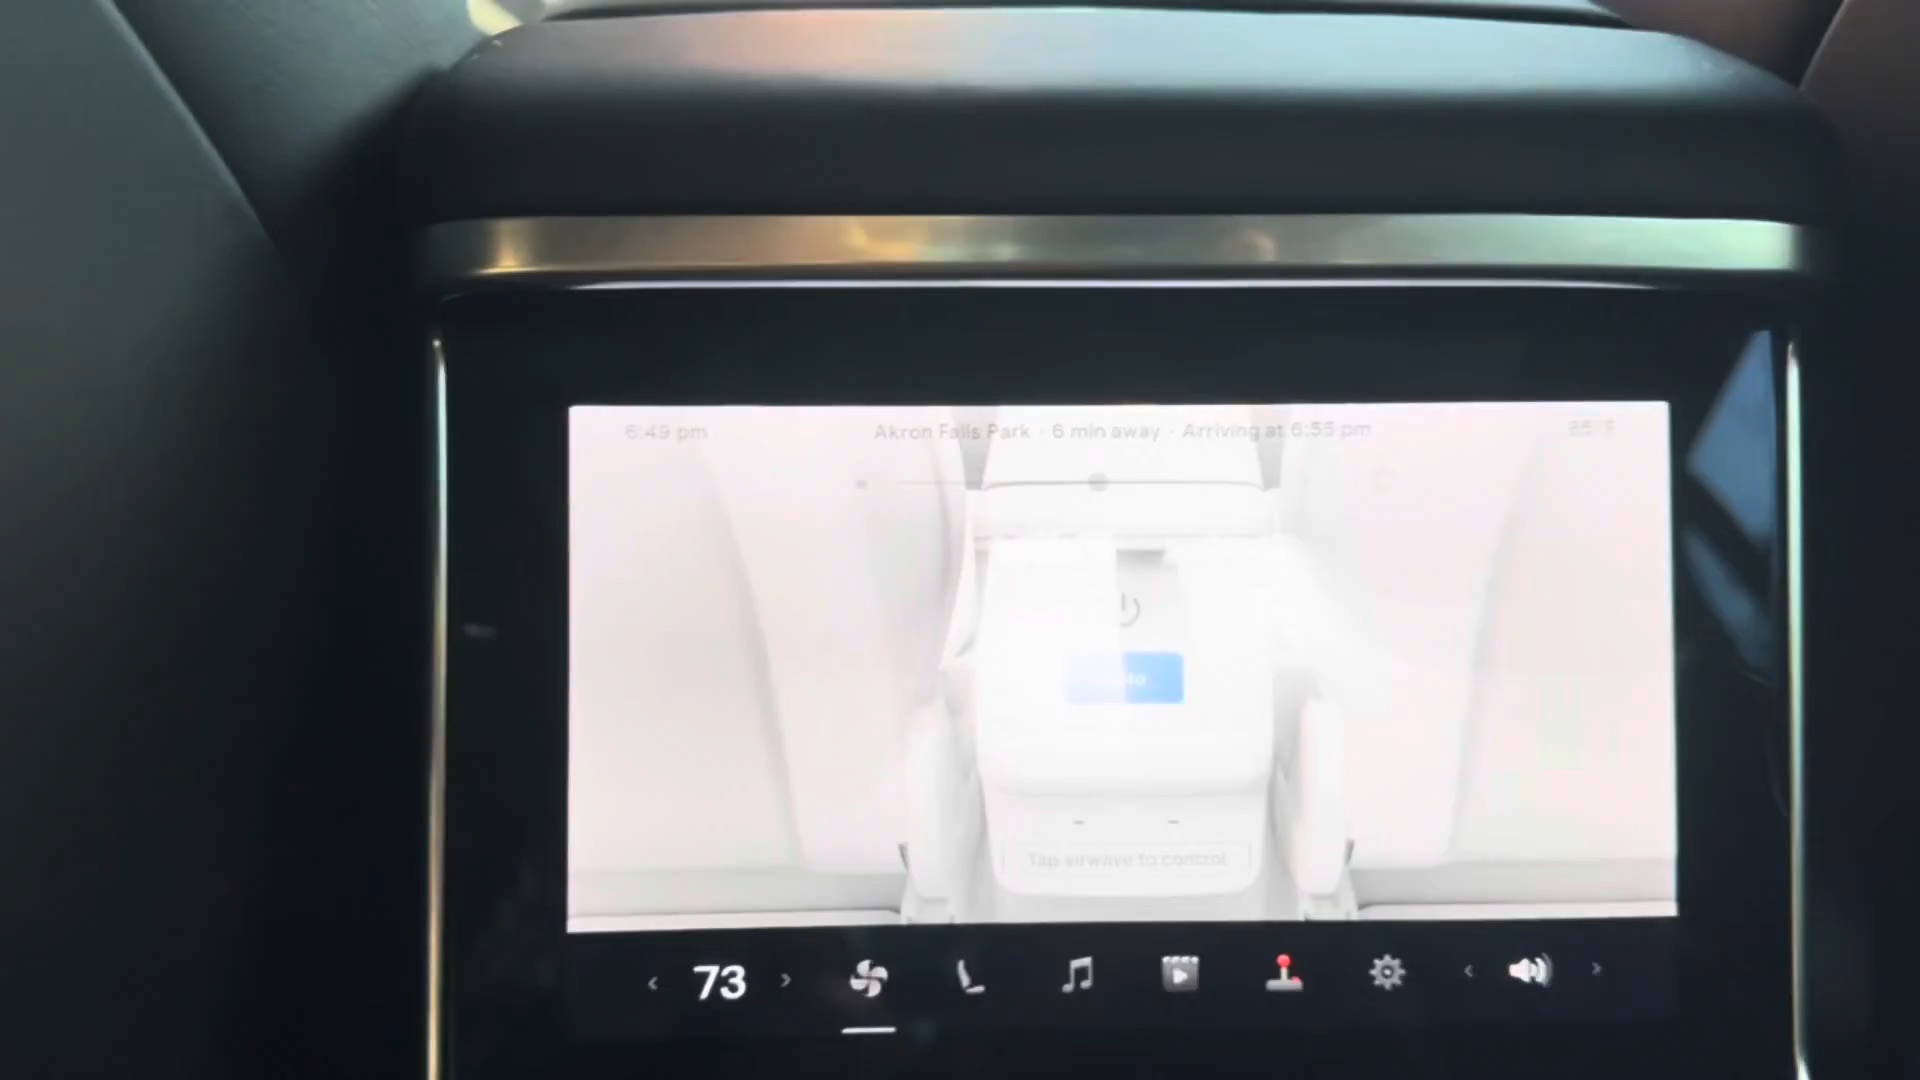 6:49 pm
Akron Falls Park · 6 min away · Arriving at 6:55 pm
Tap airwave to control
73